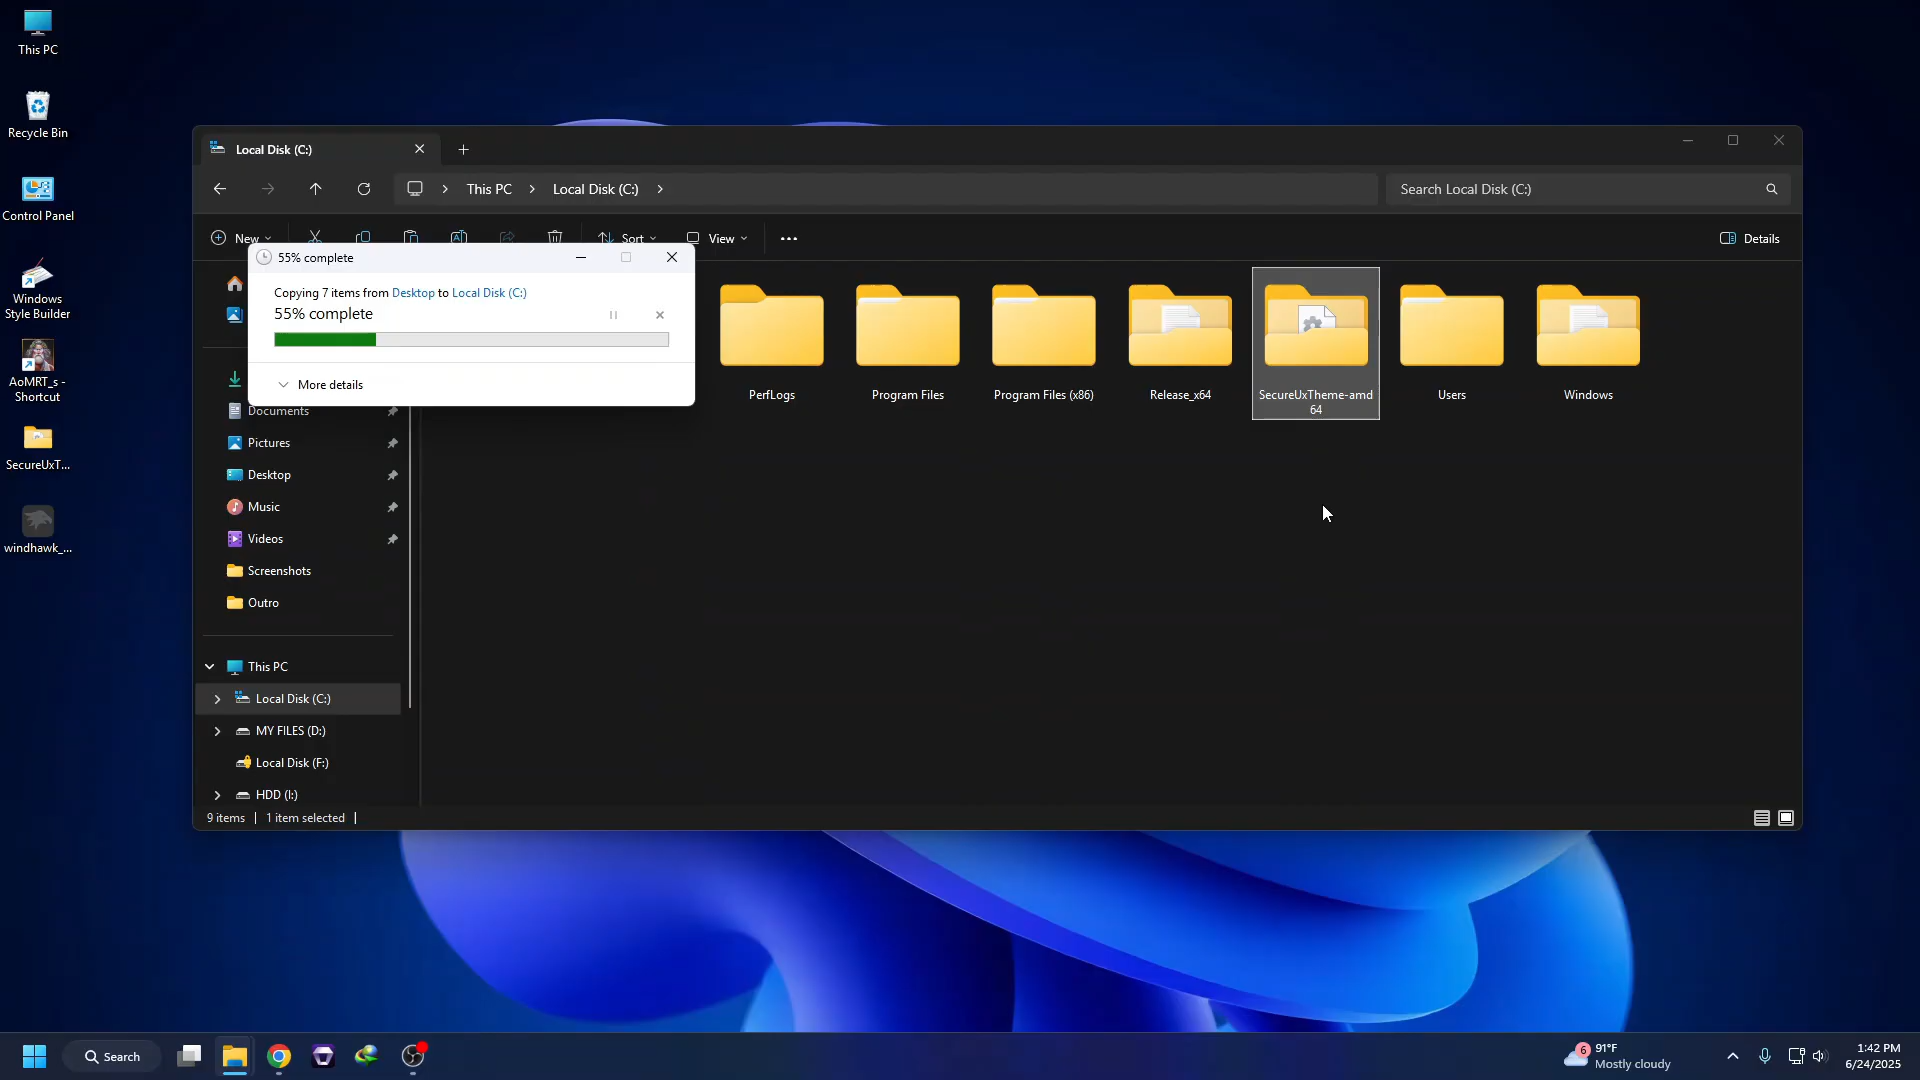 This PC
Recycle Bin
Control Panel
Windows
Style Builder
AoMRT_s -
Shortcut
SecureUxT...
windhawk_...
Local Disk (C:)
This PC
Local Disk (C:)
Search Local Disk (C:)
New
Sort
View
Details
55% complete
Copying 7 items from Desktop to Local Disk (C:)
55% complete
More details
PerfLogs
Program Files
Program Files (x86)
Release_x64
SecureUxTheme-amd
64
Users
Windows
Documents
Pictures
Desktop
Music
Videos
Screenshots
Outro
This PC
Local Disk (C:)
MY FILES (D:)
Local Disk (F:)
HDD (I:)
9 items
1 item selected
Search
6
91°F
Mostly cloudy
1:42 PM
6/24/2025